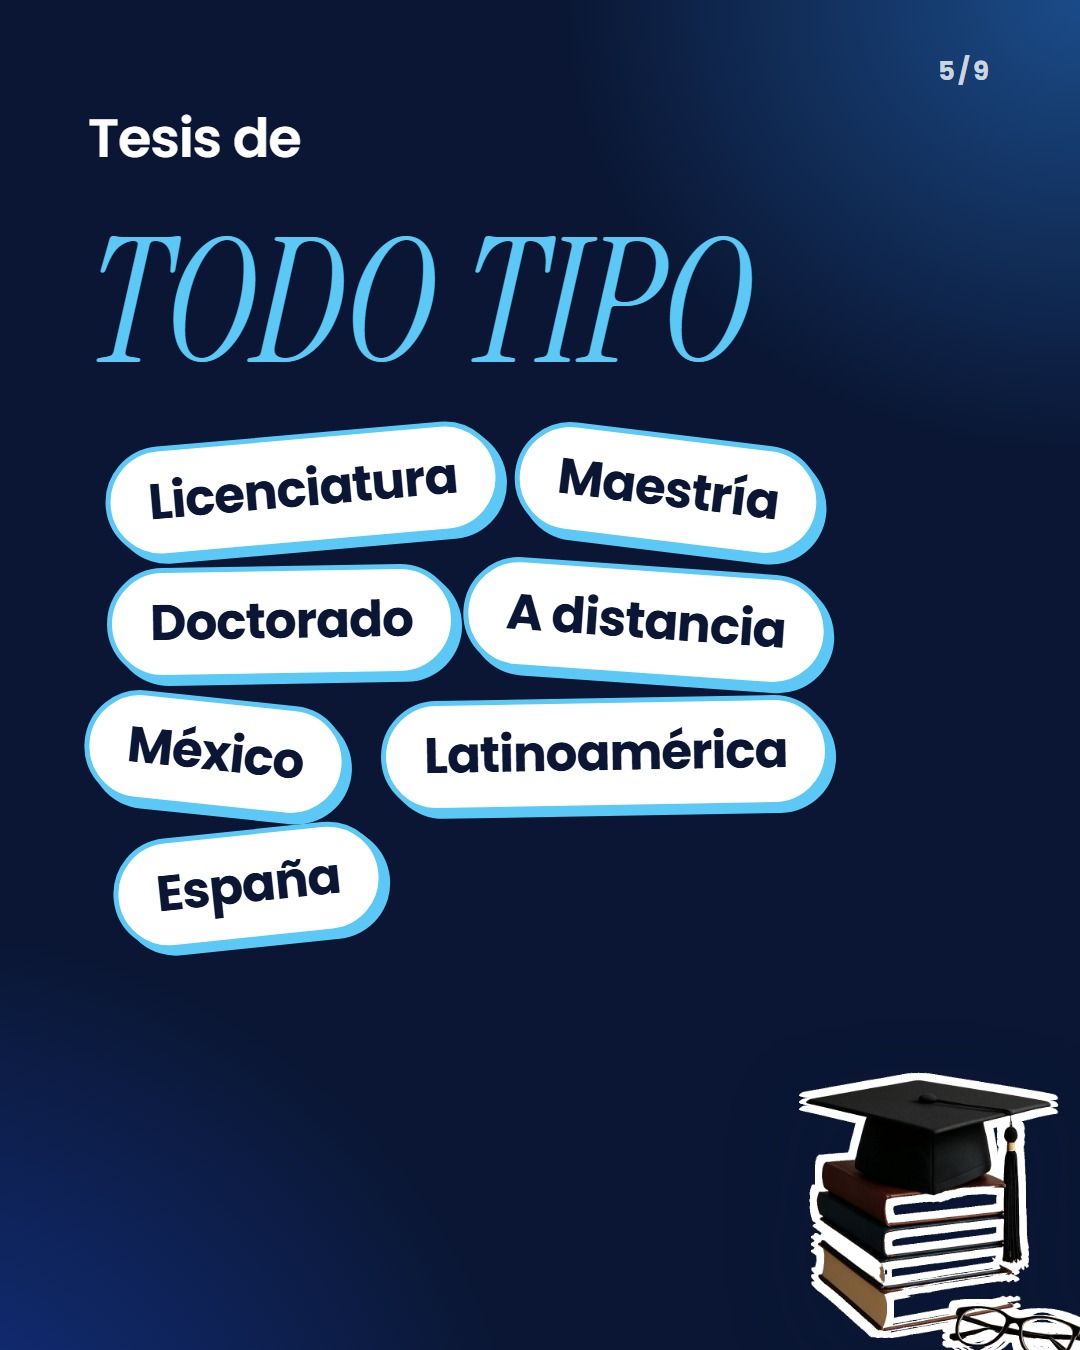 5/9
Tesis de
TODO TIPO
Licenciatura
Maestría
Doctorado
A distancia
México
Latinoamérica
España